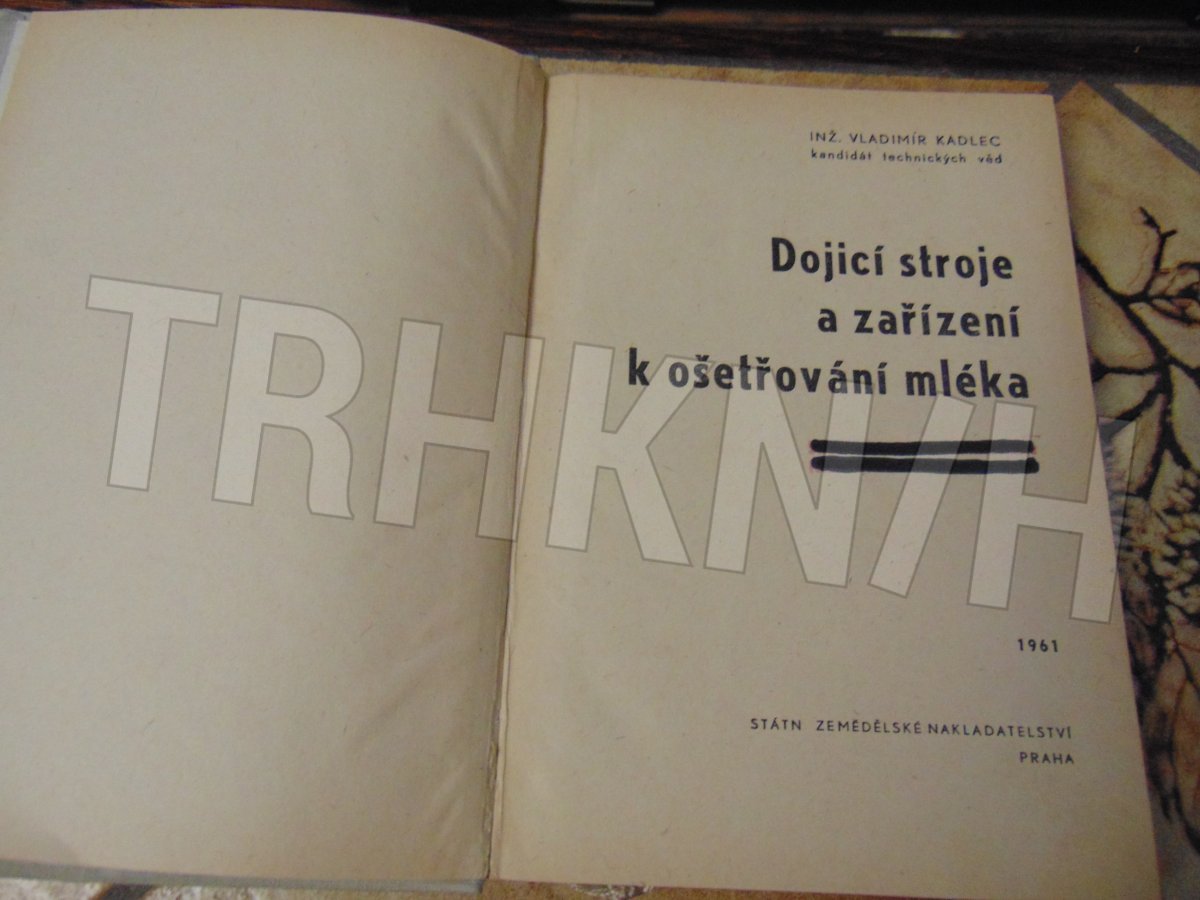 INŽ. VLADIMÍR KADLEC
kandidát technických věd
Dojicí stroje
a zařízení
k ošetřování mléka
1961
STÁTN ZEMĚDĚLSKÉ NAKLADATELSTVÍ
PRAHA
TRHKNIH